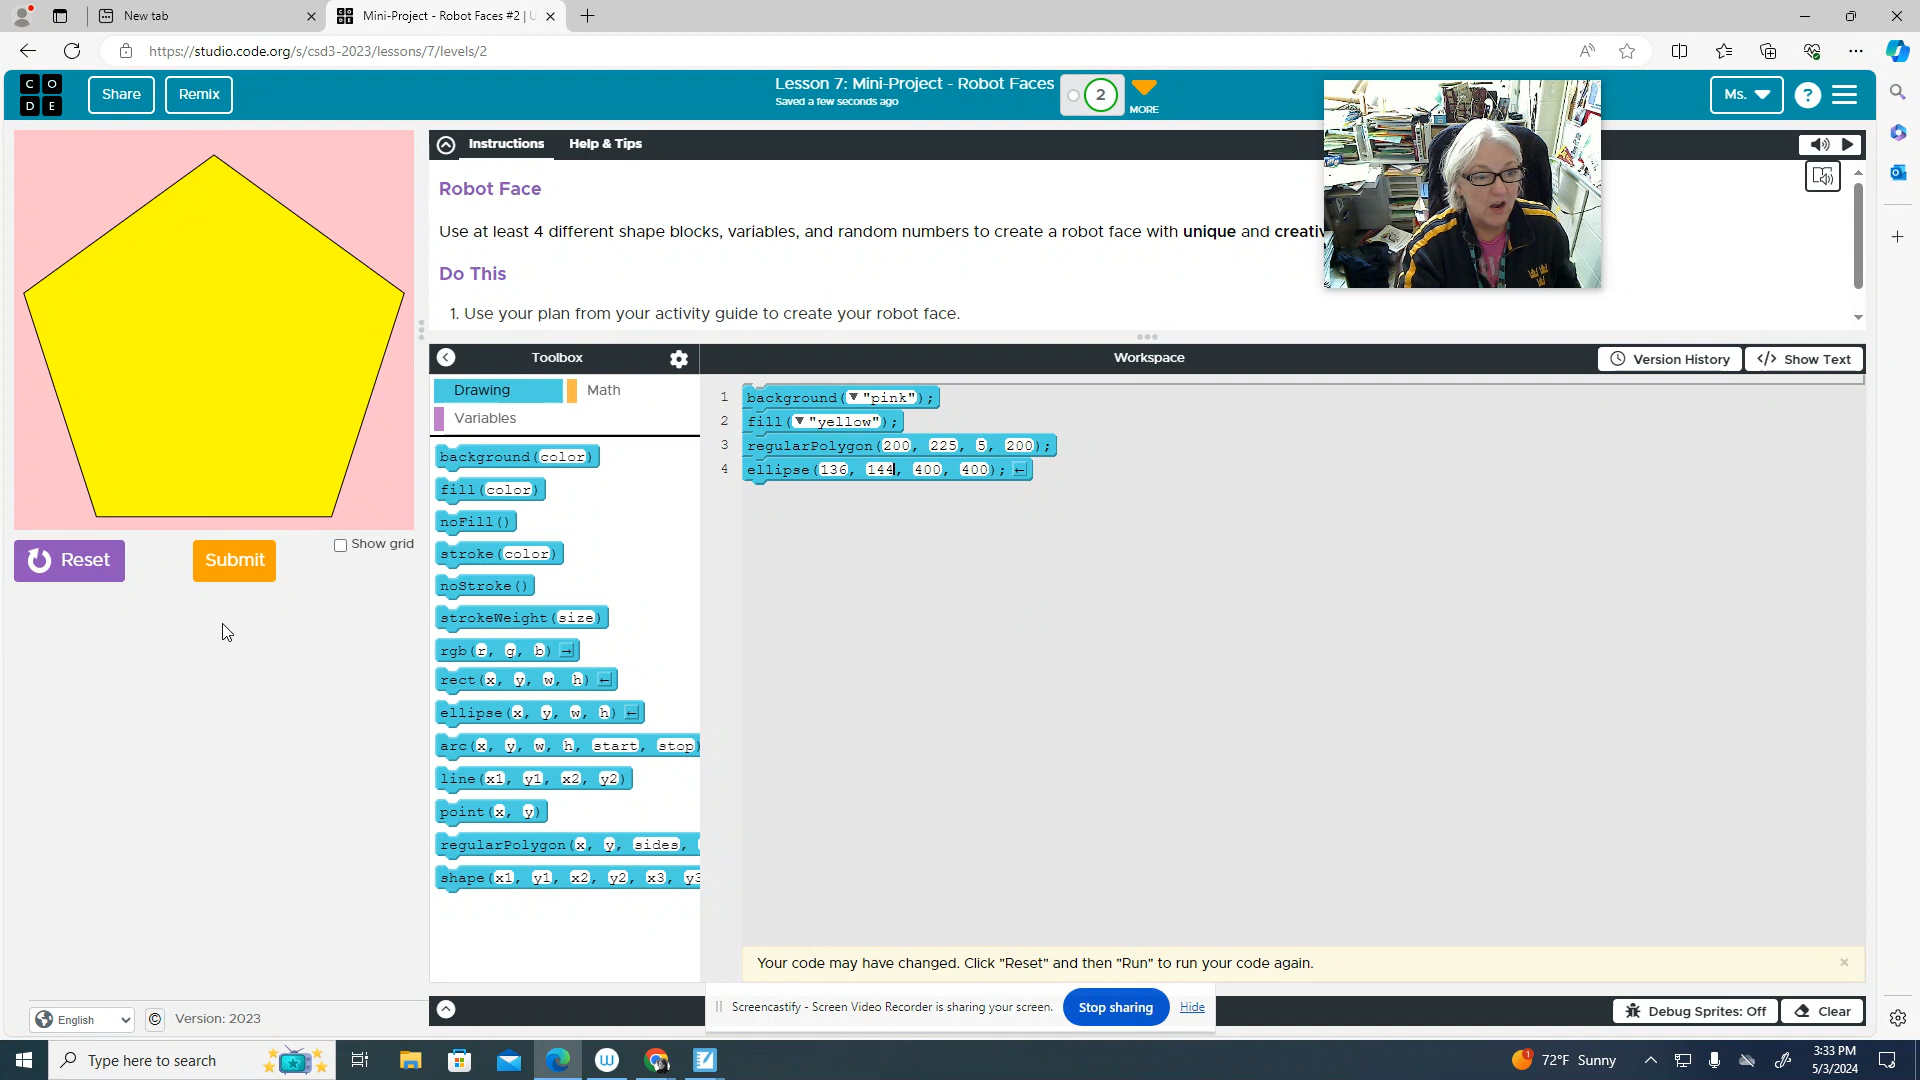 New tab
Mini-Project - Robot Faces #2 | U
https://studio.code.org/s/csd3-2023/lessons/7/levels/2
C O D E
Share
Remix
Lesson 7: Mini-Project - Robot Faces
Saved a few seconds ago
2
MORE
Ms.
?
Instructions
Help & Tips
Robot Face
Use at least 4 different shape blocks, variables, and random numbers to create a robot face with unique and creativ
Do This
1. Use your plan from your activity guide to create your robot face.
Toolbox
Workspace
Version History
</> Show Text
Drawing
Math
Variables
background(color)
fill(color)
noFill()
stroke(color)
noStroke()
strokeWeight(size)
rgb(r, g, b)
rect(x, y, w, h)
ellipse(x, y, w, h)
arc(x, y, w, h, start, stop)
line(x1, y1, x2, y2)
point(x, y)
regularPolygon(x, y, sides,
shape(x1, y1, x2, y2, x3, y3
1 background("pink");
2 fill("yellow");
3 regularPolygon(200, 225, 5, 200);
4 ellipse(136, 144, 400, 400);
Reset
Submit
Show grid
Your code may have changed. Click "Reset" and then "Run" to run your code again.
Screencastify - Screen Video Recorder is sharing your screen.
Stop sharing
Hide
Debug Sprites: Off
Clear
English
©
Version: 2023
Type here to search
72°F Sunny
3:33 PM
5/3/2024